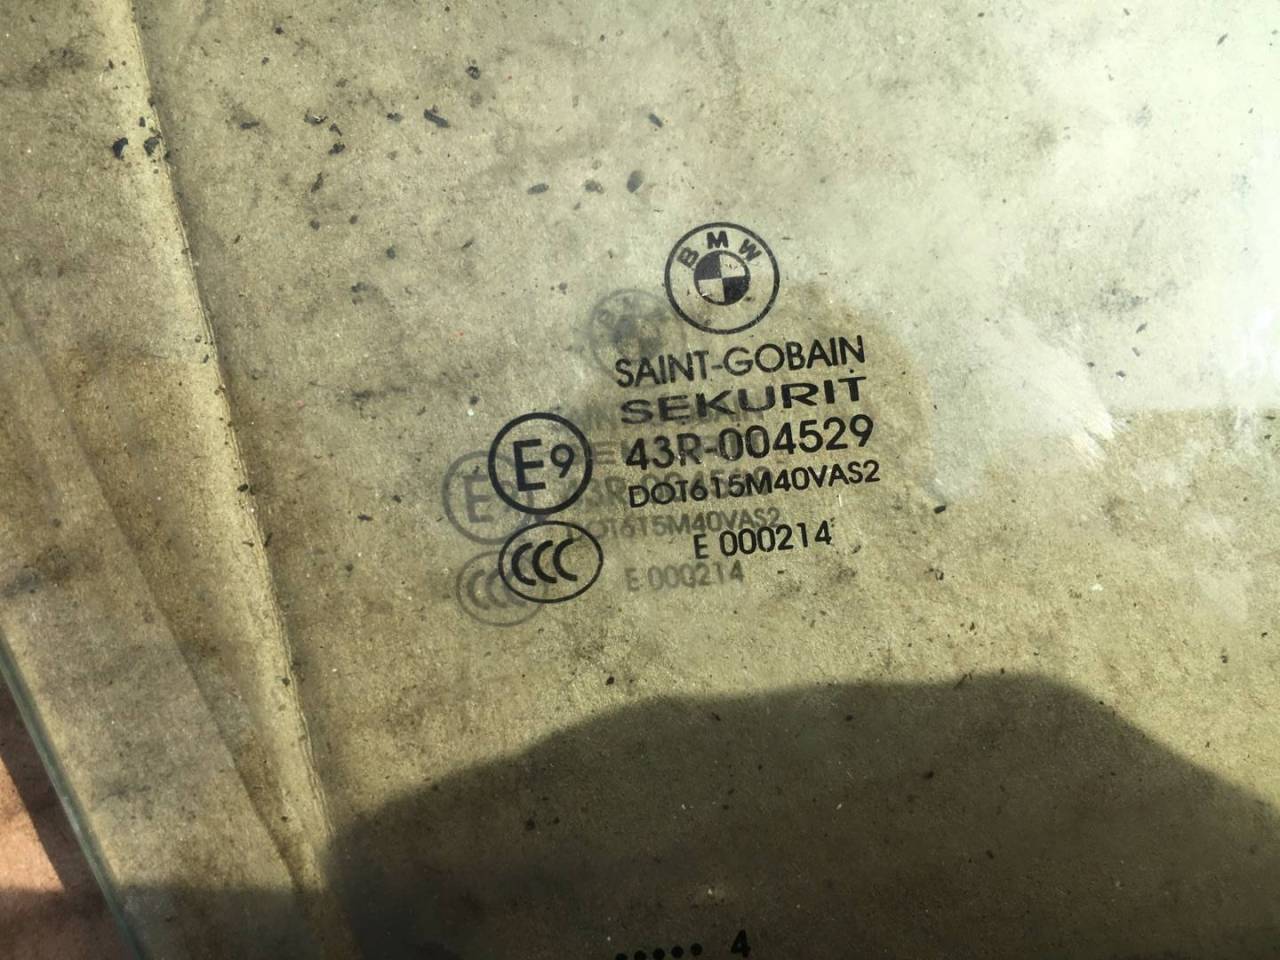 BMW
SAINT-GOBAIN
SEKURIT
E9 43R-004529
DOT615M40VAS2
CCC E 000214
..... 4